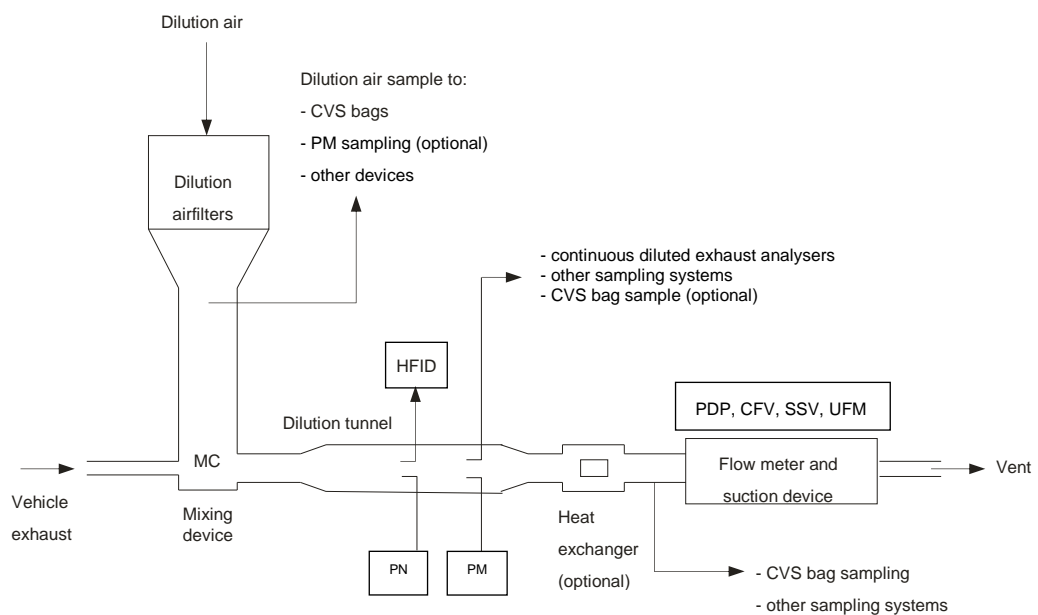 Dilution air
Dilution air sample to:
- CVS bags
- PM sampling (optional)
- other devices
Dilution
airfilters
- continuous diluted exhaust analysers
- other sampling systems
- CVS bag sample (optional)
HFID
PDP, CFV, SSV, UFM
Dilution tunnel
MC
Flow meter and
suction device
Vent
Vehicle
exhaust
Mixing
device
Heat
exchanger
(optional)
PN
PM
- CVS bag sampling
- other sampling systems